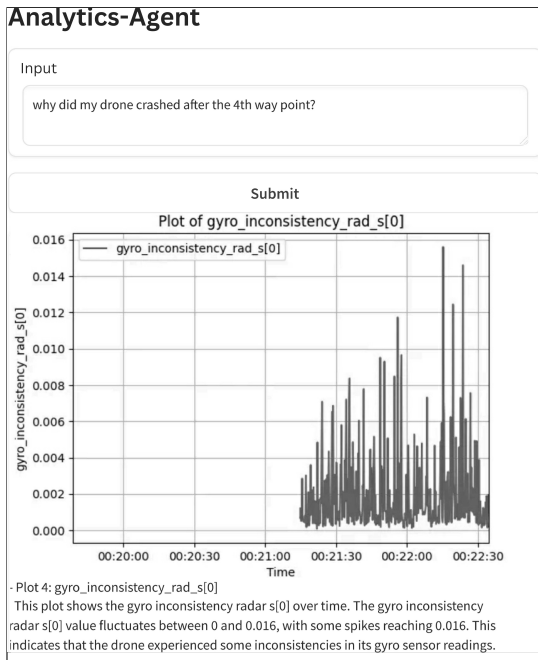 Analytics-Agent
Input
why did my drone crashed after the 4th way point?
Submit
Plot of gyro_inconsistency_rad_s[0]
gyro_inconsistency_rad_s[0]
gyro_inconsistency_rad_s[0]
0.016
0.014
0.012
0.010
0.008
0.006
0.004
0.002
0.000
00:20:00 00:20:30 00:21:00 00:21:30 00:22:00 00:22:30
Time
- Plot 4: gyro_inconsistency_rad_s[0]
This plot shows the gyro inconsistency radar s[0] over time. The gyro inconsistency
radar s[0] value fluctuates between 0 and 0.016, with some spikes reaching 0.016. This
indicates that the drone experienced some inconsistencies in its gyro sensor readings.